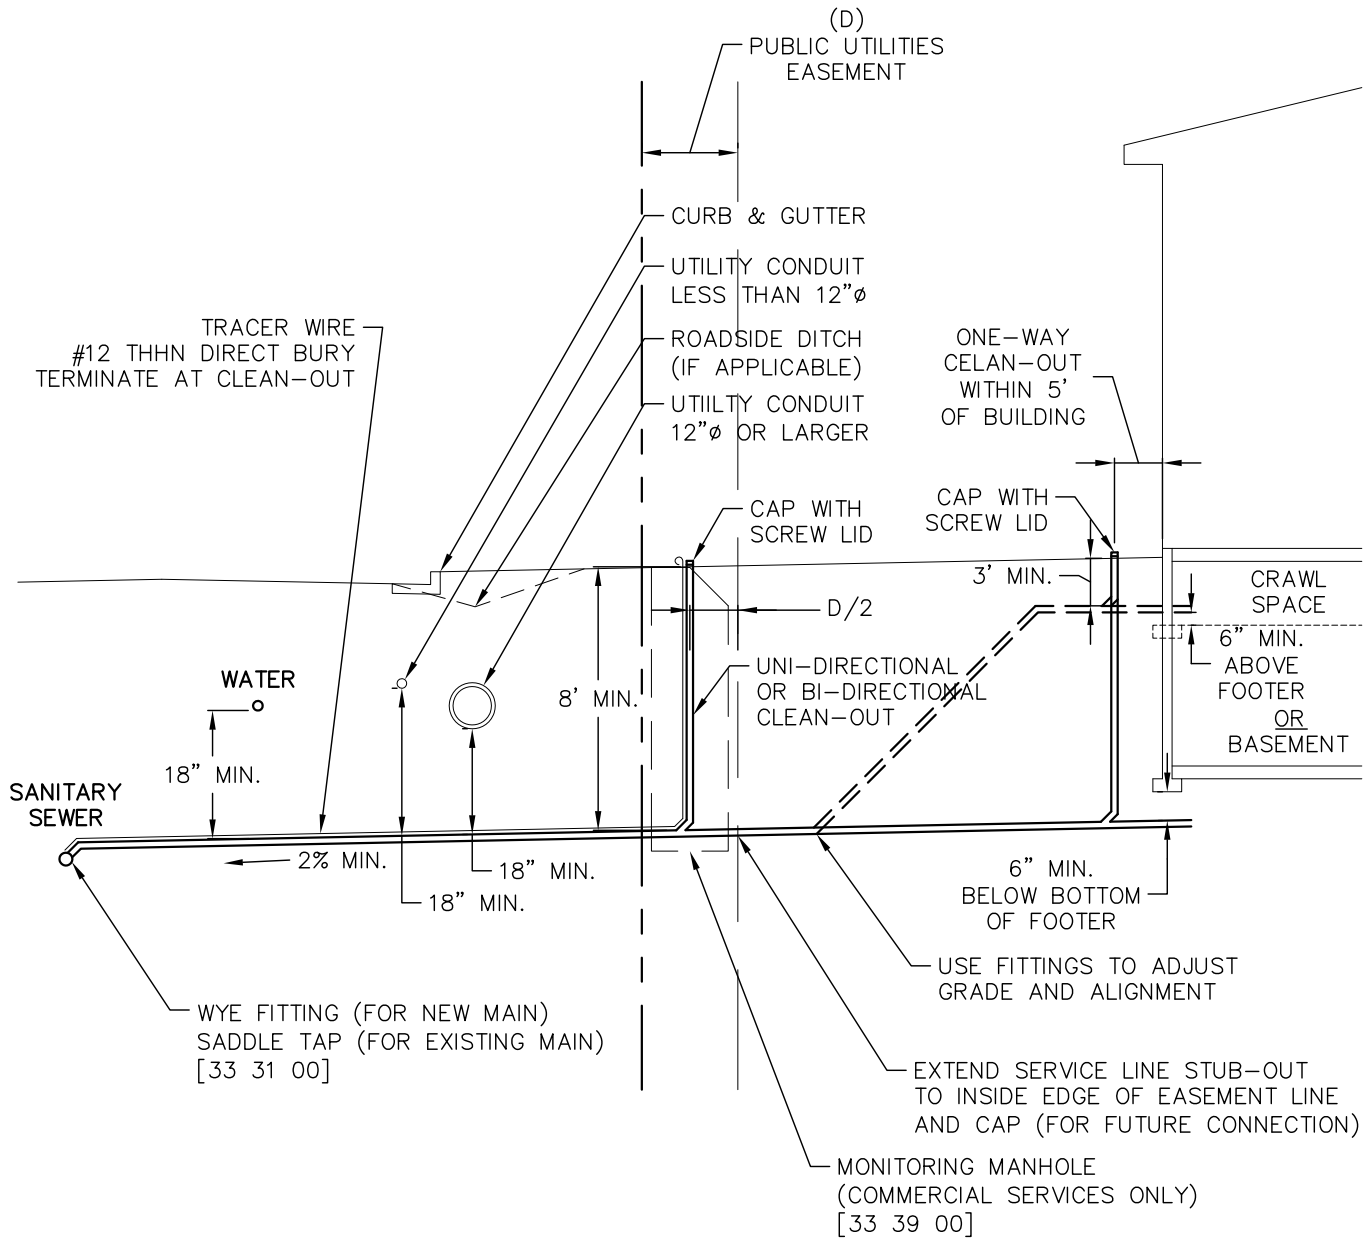 (D)
PUBLIC UTILITIES
EASEMENT
CURB & GUTTER
UTILITY CONDUIT
LESS THAN 12"ø
TRACER WIRE
#12 THHN DIRECT BURY
TERMINATE AT CLEAN-OUT
ROADSIDE DITCH
(IF APPLICABLE)
UTIILTY CONDUIT
12"ø OR LARGER
ONE-WAY
CELAN-OUT
WITHIN 5'
OF BUILDING
CAP WITH
SCREW LID
CAP WITH
SCREW LID
3' MIN.
CRAWL
SPACE
D/2
6" MIN.
ABOVE
FOOTER
OR
BASEMENT
WATER
8' MIN.
UNI-DIRECTIONAL
OR BI-DIRECTIONAL
CLEAN-OUT
18" MIN.
SANITARY
SEWER
2% MIN.
18" MIN.
18" MIN.
6" MIN.
BELOW BOTTOM
OF FOOTER
USE FITTINGS TO ADJUST
GRADE AND ALIGNMENT
WYE FITTING (FOR NEW MAIN)
SADDLE TAP (FOR EXISTING MAIN)
[33 31 00]
EXTEND SERVICE LINE STUB-OUT
TO INSIDE EDGE OF EASEMENT LINE
AND CAP (FOR FUTURE CONNECTION)
MONITORING MANHOLE
(COMMERCIAL SERVICES ONLY)
[33 39 00]